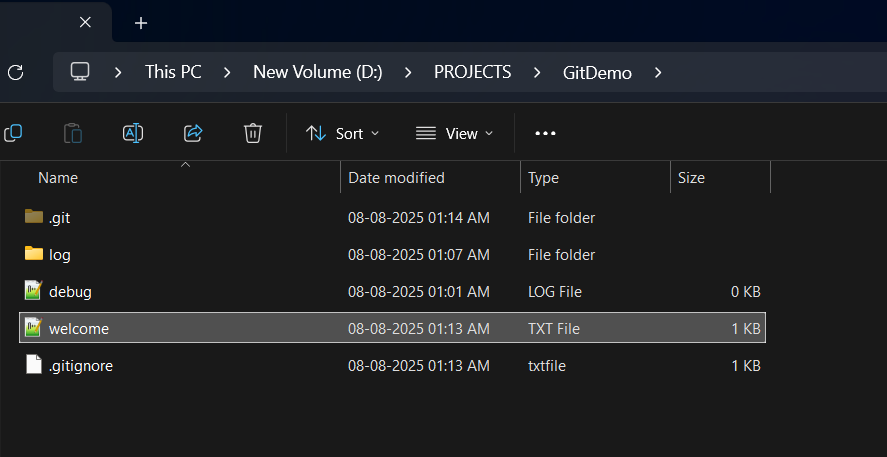 This PC > New Volume (D:) > PROJECTS > GitDemo >
Sort View
Name Date modified Type Size
.git 08-08-2025 01:14 AM File folder
log 08-08-2025 01:07 AM File folder
debug 08-08-2025 01:01 AM LOG File 0 KB
welcome 08-08-2025 01:13 AM TXT File 1 KB
.gitignore 08-08-2025 01:13 AM txtfile 1 KB